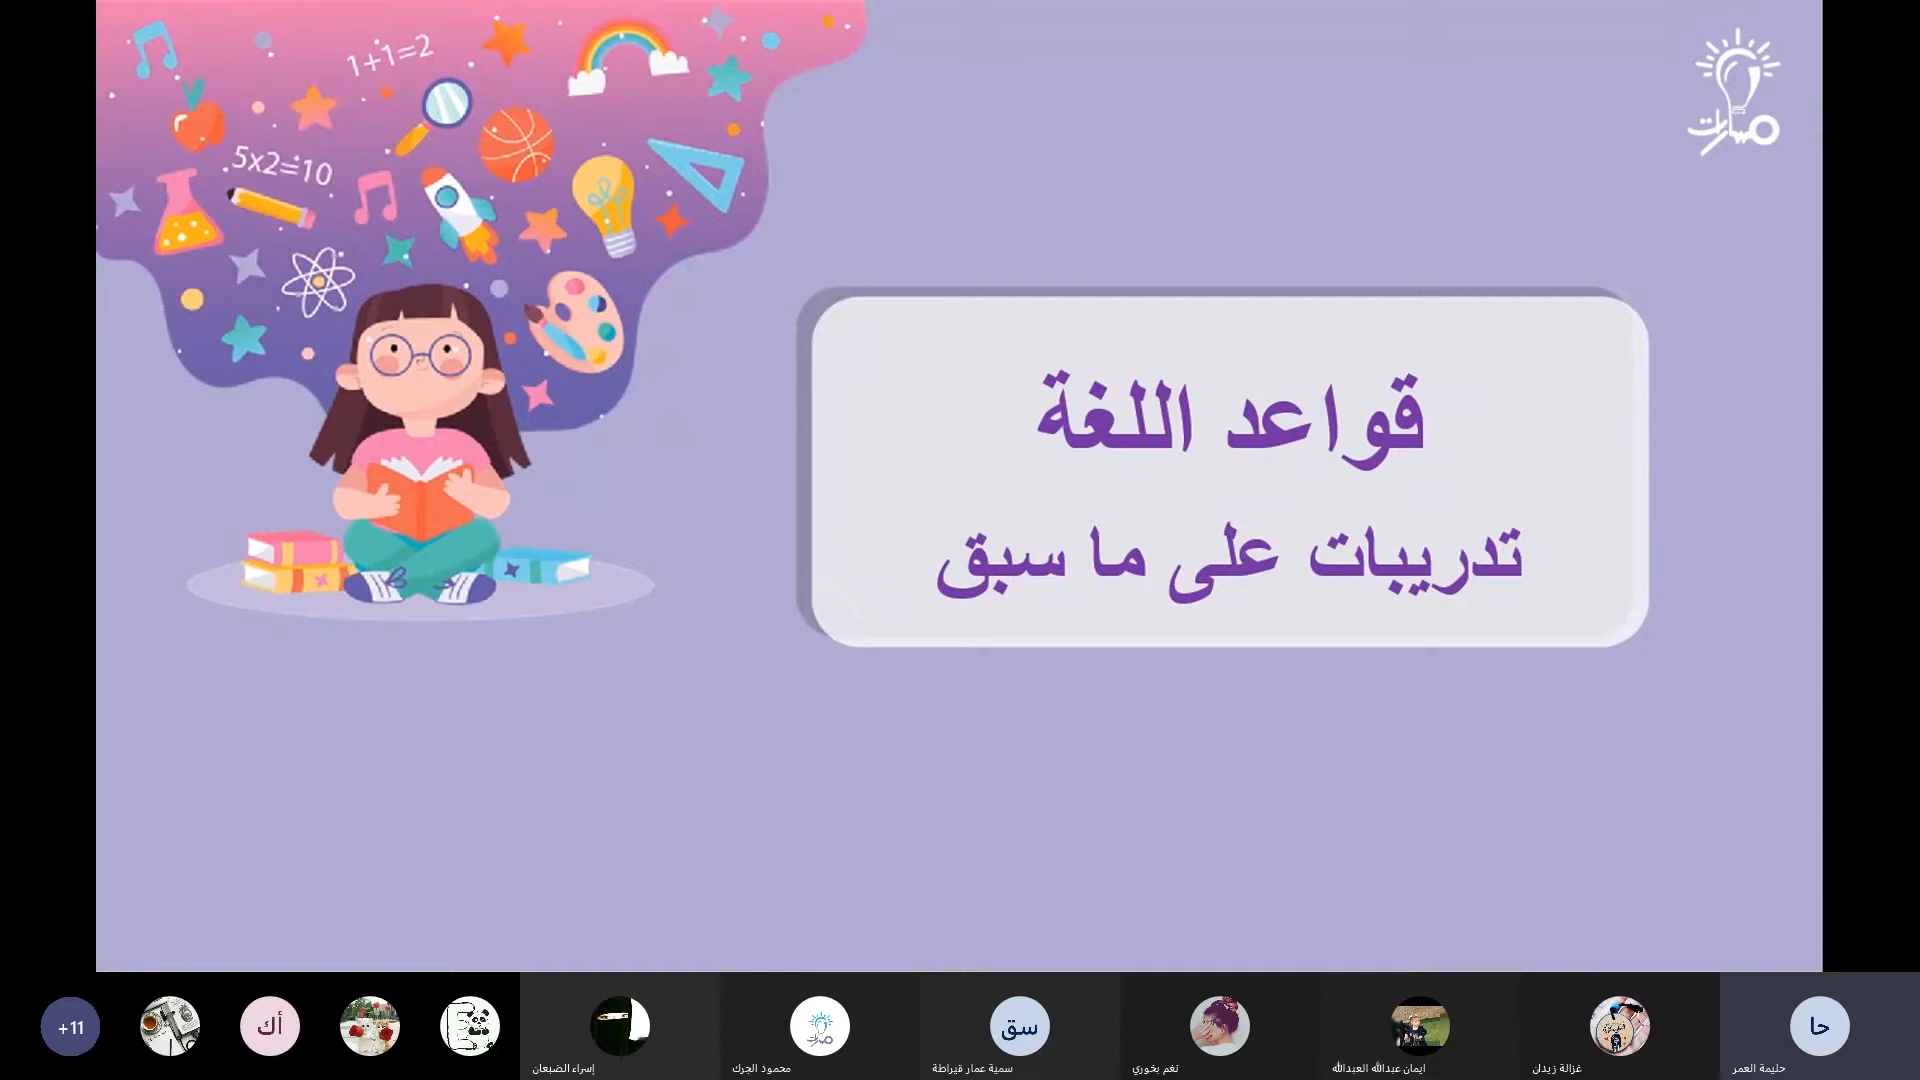 1+1=2
5x2=10
مسارات
قواعد اللغة
تدريبات على ما سبق
+11
أك
إسراء الضبعان
محمود الجرك
سق
سمية عمار قيراطة
نغم بخوري
ايمان عبدالله العبدالله
غزالة زيدان
حا
حليمة العمر